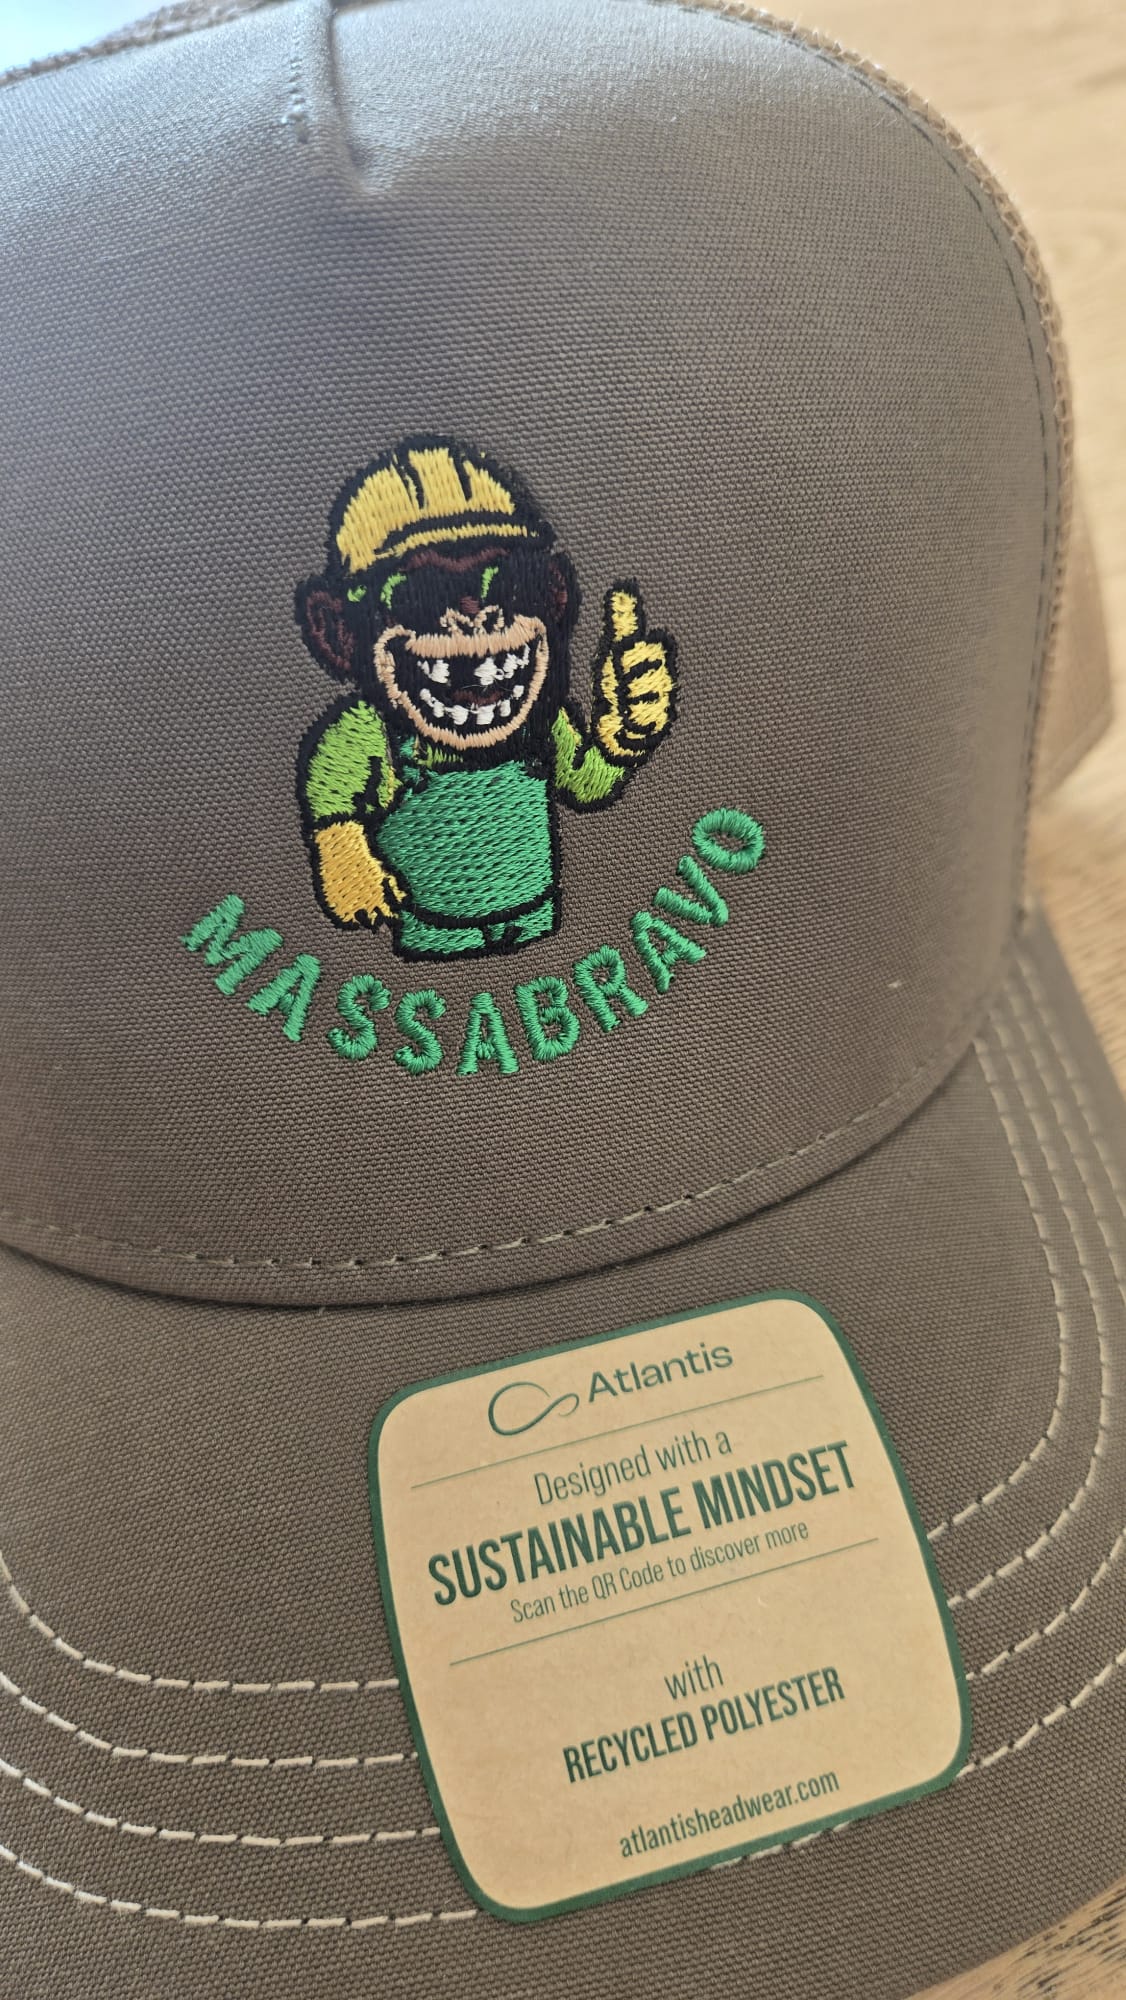 MASSABRAVO
Atlantis
Designed with a
SUSTAINABLE MINDSET
Scan the QR Code to discover more
with
RECYCLED POLYESTER
atlantisheadwear.com